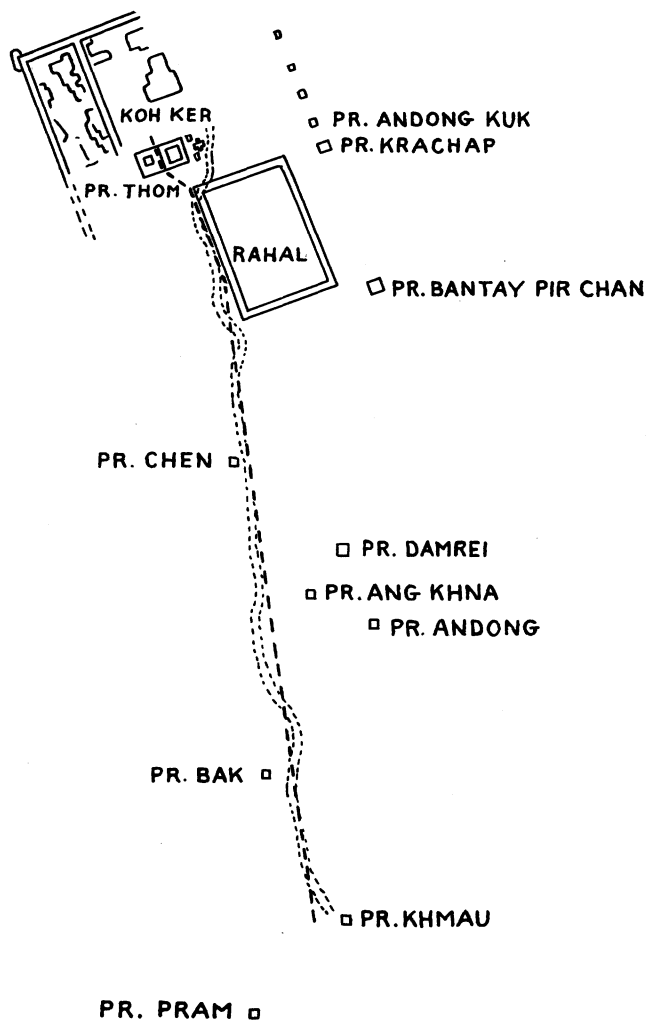 KOH KER
PR. ANDONG KUK
PR. KRACHAP
PR. THOM
RAHAL
PR. BANTAY PIR CHAN
PR. CHEN
PR. DAMREI
PR. ANG KHNA
PR. ANDONG
PR. BAK
PR. KHMAU
PR. PRAM